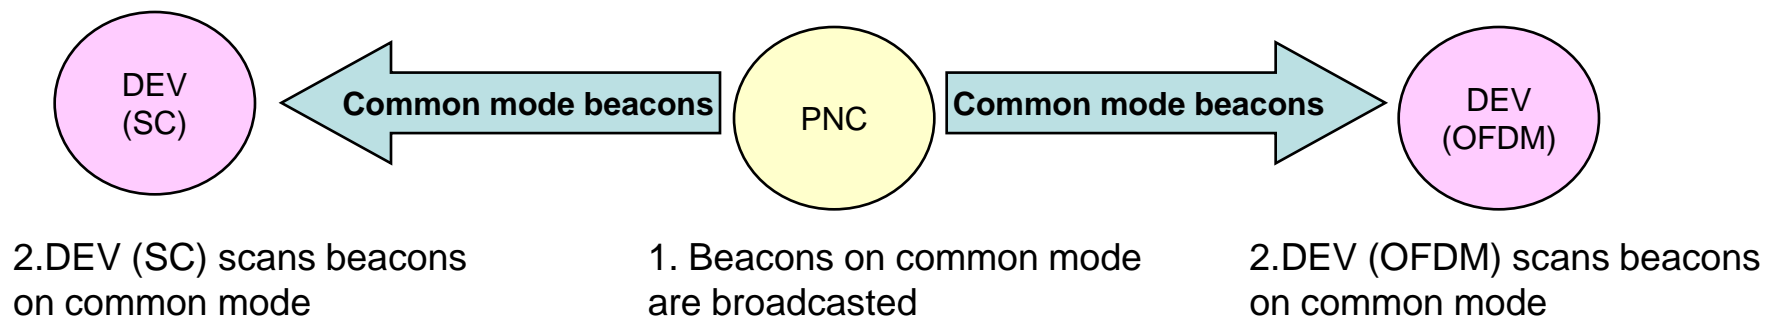 DEV
(SC)
Common mode beacons
PNC
Common mode beacons
DEV
(OFDM)
2.DEV (SC) scans beacons
on common mode
1. Beacons on common mode
are broadcasted
2.DEV (OFDM) scans beacons
on common mode